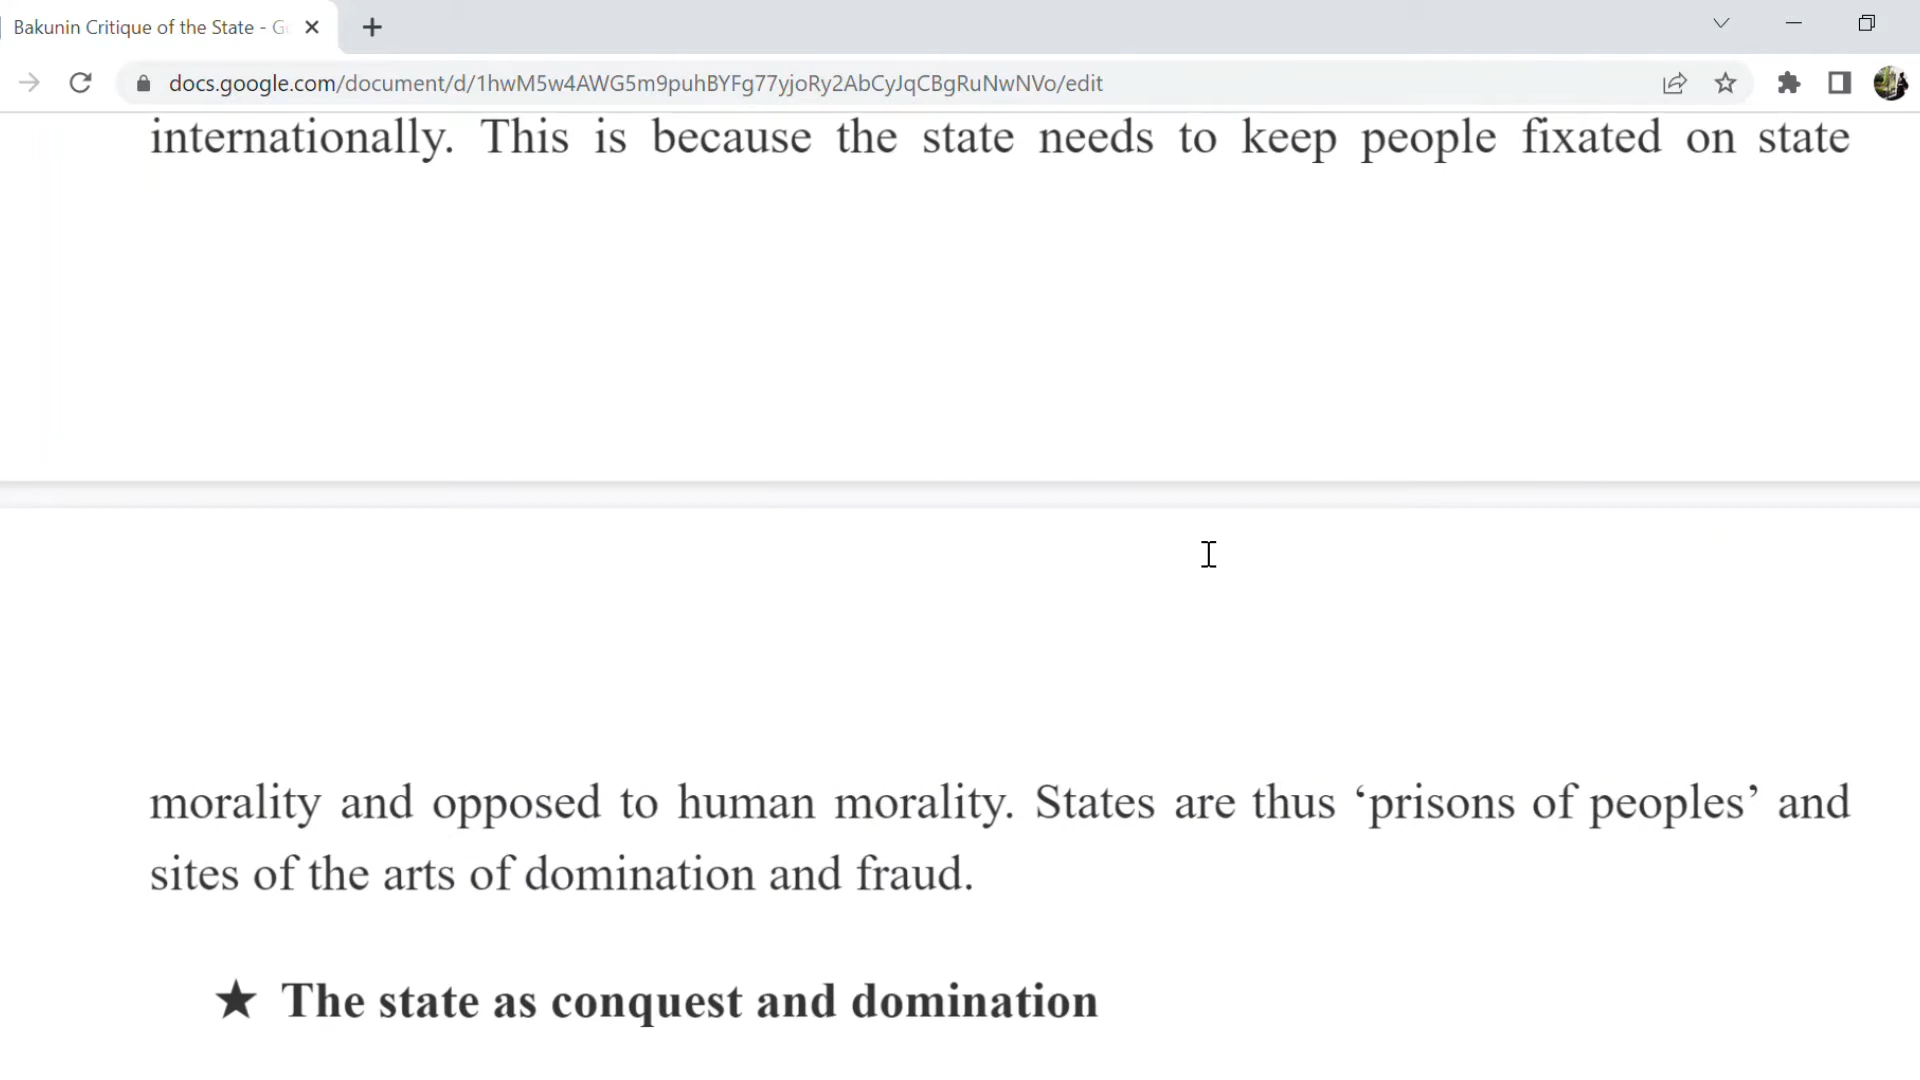 Bakunin Critique of the State - G
docs.google.com/document/d/1hwM5w4AWG5m9puhBYFg77yjoRy2AbCyJqCBgRuNwNVo/edit
internationally. This is because the state needs to keep people fixated on state
morality and opposed to human morality. States are thus ‘prisons of peoples’ and
sites of the arts of domination and fraud.
★ The state as conquest and domination